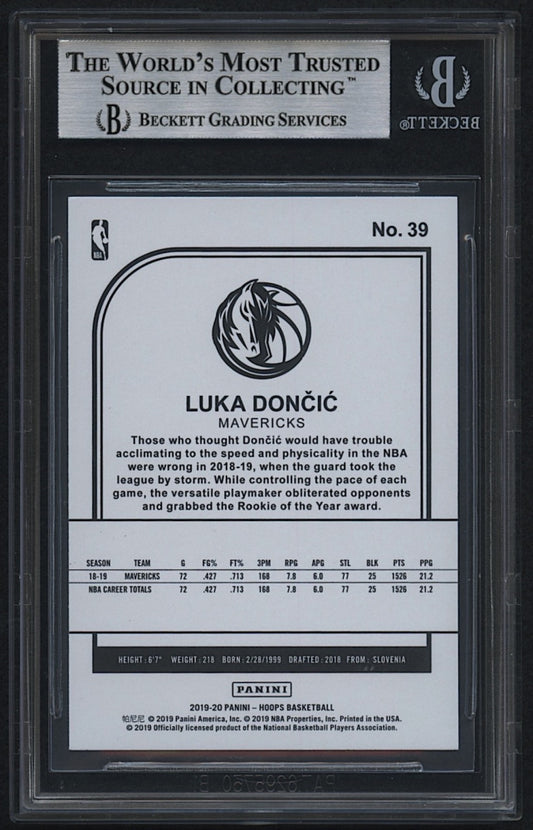 THE WORLD'S MOST TRUSTED
SOURCE IN COLLECTING™
B BECKETT GRADING SERVICES
B
BECKETT®
NBA
No. 39
LUKA DONČIĆ
MAVERICKS
Those who thought Dončić would have trouble
acclimating to the speed and physicality in the NBA
were wrong in 2018-19, when the guard took the
league by storm. While controlling the pace of each
game, the versatile playmaker obliterated opponents
and grabbed the Rookie of the Year award.
SEASON TEAM G FG% FT% 3PM RPG APG STL BLK PTS PPG
18-19 MAVERICKS 72 .427 .713 168 7.8 6.0 77 25 1526 21.2
NBA CAREER TOTALS 72 .427 .713 168 7.8 6.0 77 25 1526 21.2
HEIGHT: 6'7" WEIGHT: 218 BORN: 2/28/1999 DRAFTED: 2018 FROM: SLOVENIA
PANINI
2019-20 PANINI – HOOPS BASKETBALL
帕尼尼 © 2019 Panini America, Inc. © 2019 NBA Properties, Inc. Printed in the USA.
© 2019 Officially licensed product of the National Basketball Players Association.